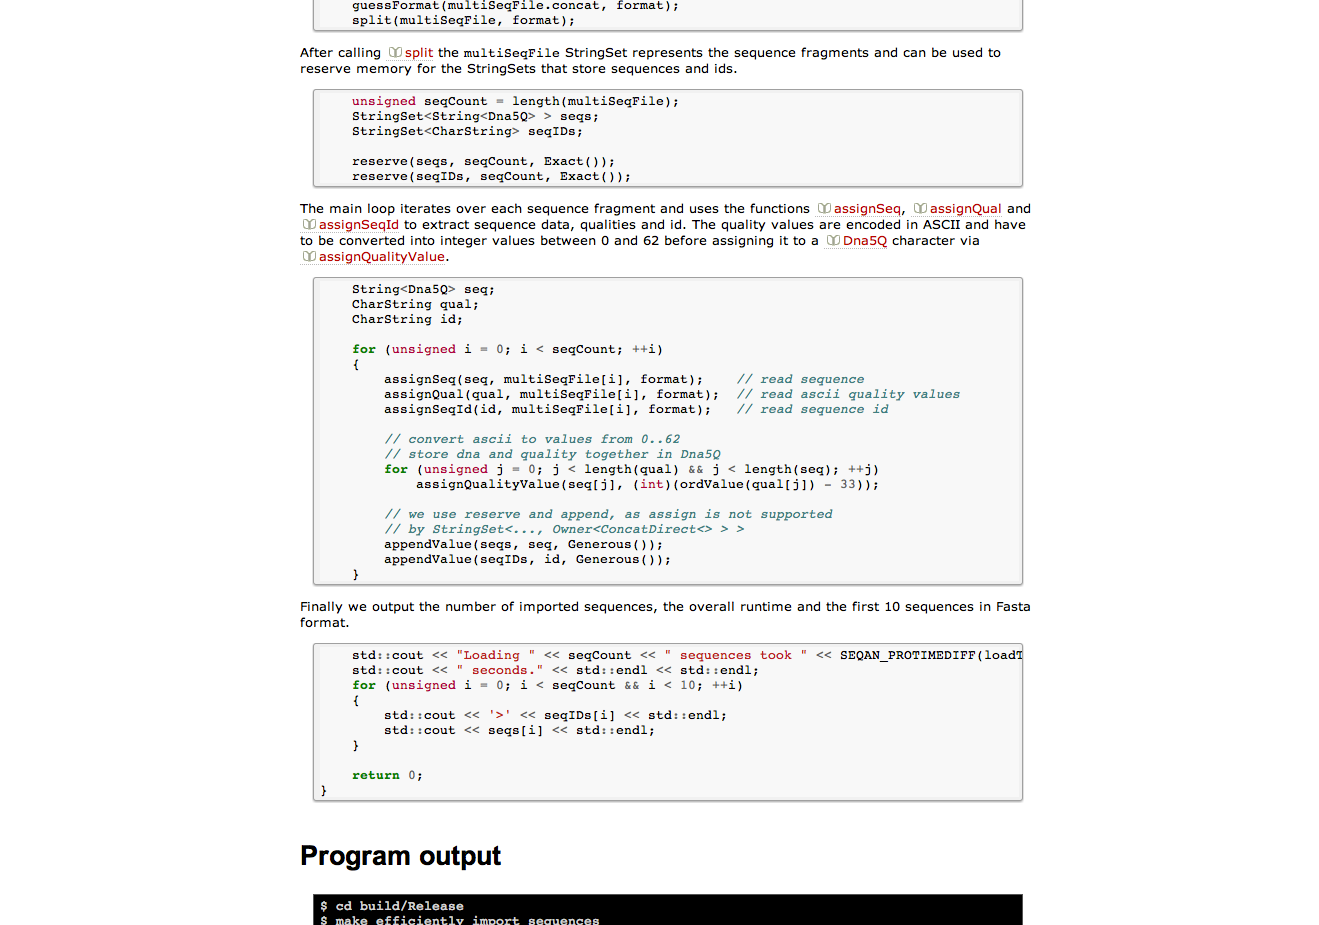 guessFormat(multiSeqFile.concat, format);
split(multiSeqFile, format);
After calling split the multiSeqFile StringSet represents the sequence fragments and can be used to
reserve memory for the StringSets that store sequences and ids.
unsigned seqCount = length(multiSeqFile);
StringSet<String<Dna5Q> > seqs;
StringSet<CharString> seqIDs;
reserve(seqs, seqCount, Exact());
reserve(seqIDs, seqCount, Exact());
The main loop iterates over each sequence fragment and uses the functions assignSeq, assignQual and
assignSeqId to extract sequence data, qualities and id. The quality values are encoded in ASCII and have
to be converted into integer values between 0 and 62 before assigning it to a Dna5Q character via
assignQualityValue.
String<Dna5Q> seq;
CharString qual;
CharString id;
for (unsigned i = 0; i < seqCount; ++i)
{
assignSeq(seq, multiSeqFile[i], format);    // read sequence
assignQual(qual, multiSeqFile[i], format);  // read ascii quality values
assignSeqId(id, multiSeqFile[i], format);   // read sequence id
// convert ascii to values from 0..62
// store dna and quality together in Dna5Q
for (unsigned j = 0; j < length(qual) && j < length(seq); ++j)
assignQualityValue(seq[j], (int)(ordValue(qual[j]) - 33));
// we use reserve and append, as assign is not supported
// by StringSet<..., Owner<ConcatDirect<> > >
appendValue(seqs, seq, Generous());
appendValue(seqIDs, id, Generous());
}
Finally we output the number of imported sequences, the overall runtime and the first 10 sequences in Fasta
format.
std::cout << "Loading " << seqCount << " sequences took " << SEQAN_PROTIMEDIFF(loadT
std::cout << " seconds." << std::endl << std::endl;
for (unsigned i = 0; i < seqCount && i < 10; ++i)
{
std::cout << '>' << seqIDs[i] << std::endl;
std::cout << seqs[i] << std::endl;
}
return 0;
}
Program output
$ cd build/Release
$ make efficiently import sequences